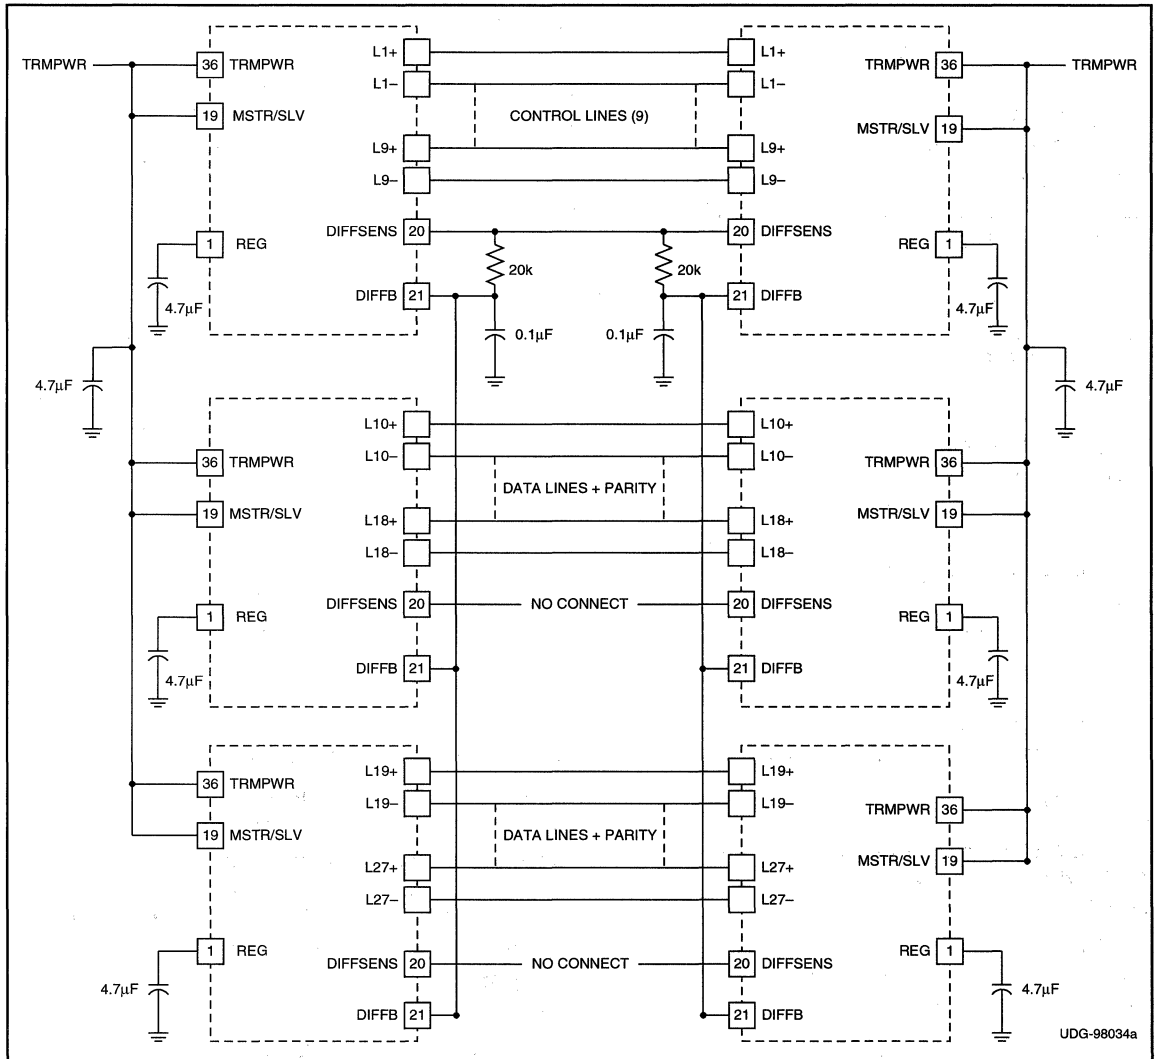 L1+ L1+
TRMPWR 36 TRMPWR TRMPWR 36 TRMPWR
L1– L1–
19 MSTR/SLV CONTROL LINES (9) MSTR/SLV 19
L9+ L9+
L9– L9–
DIFFSENS 20 20 DIFFSENS
1 REG REG 1
20k 20k
DIFFB 21 21 DIFFB
4.7µF 4.7µF
0.1µF 0.1µF
4.7µF 4.7µF
L10+ L10+
36 TRMPWR L10– L10– TRMPWR 36
DATA LINES + PARITY
19 MSTR/SLV L18+ L18+ MSTR/SLV 19
L18– L18–
DIFFSENS 20 NO CONNECT 20 DIFFSENS
1 REG REG 1
DIFFB 21 21 DIFFB
4.7µF 4.7µF
L19+ L19+
36 TRMPWR
L19– L19–
TRMPWR 36
19 MSTR/SLV DATA LINES + PARITY
L27+ L27+ MSTR/SLV 19
L27– L27–
1 REG REG 1
DIFFSENS 20 NO CONNECT 20 DIFFSENS
4.7µF 4.7µF
DIFFB 21 21 DIFFB
UDG-98034a